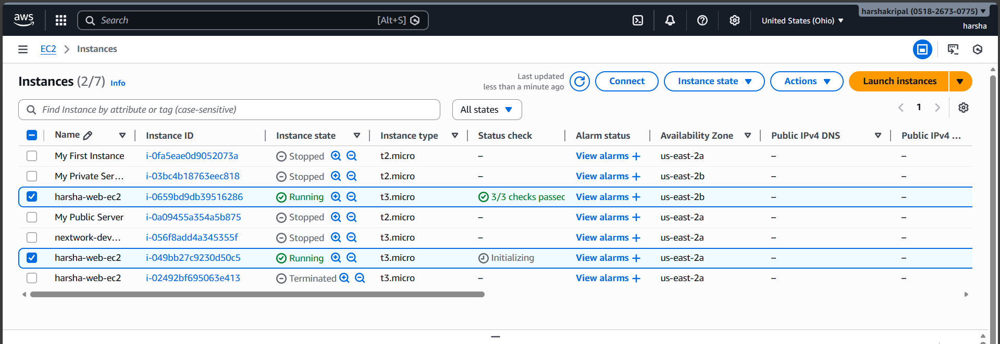 aws
Search [Alt+S]
United States (Ohio)
harshakripal (0518-2673-0775)
harsha
EC2 Instances
Instances (2/7) Info
Last updated
less than a minute ago
Connect Instance state Actions Launch instances
Find Instance by attribute or tag (case-sensitive) All states 1
Name Instance ID Instance state Instance type Status check Alarm status Availability Zone Public IPv4 DNS Public IPv4 ...
My First Instance i-0fa5eae0d9052073a Stopped t2.micro – View alarms + us-east-2a – –
My Private Ser... i-03bc4b18763eec818 Stopped t2.micro – View alarms + us-east-2b – –
harsha-web-ec2 i-0659bd9db39516286 Running t3.micro 3/3 checks passed View alarms + us-east-2b – –
My Public Server i-0a09455a354a5b875 Stopped t2.micro – View alarms + us-east-2a – –
nextwork-dev... i-056f8add4a345355f Stopped t3.micro – View alarms + us-east-2a – –
harsha-web-ec2 i-049bb27c9230d50c5 Running t3.micro Initializing View alarms + us-east-2a – –
harsha-web-ec2 i-02492bf695063e413 Terminated t3.micro – View alarms + us-east-2a – –